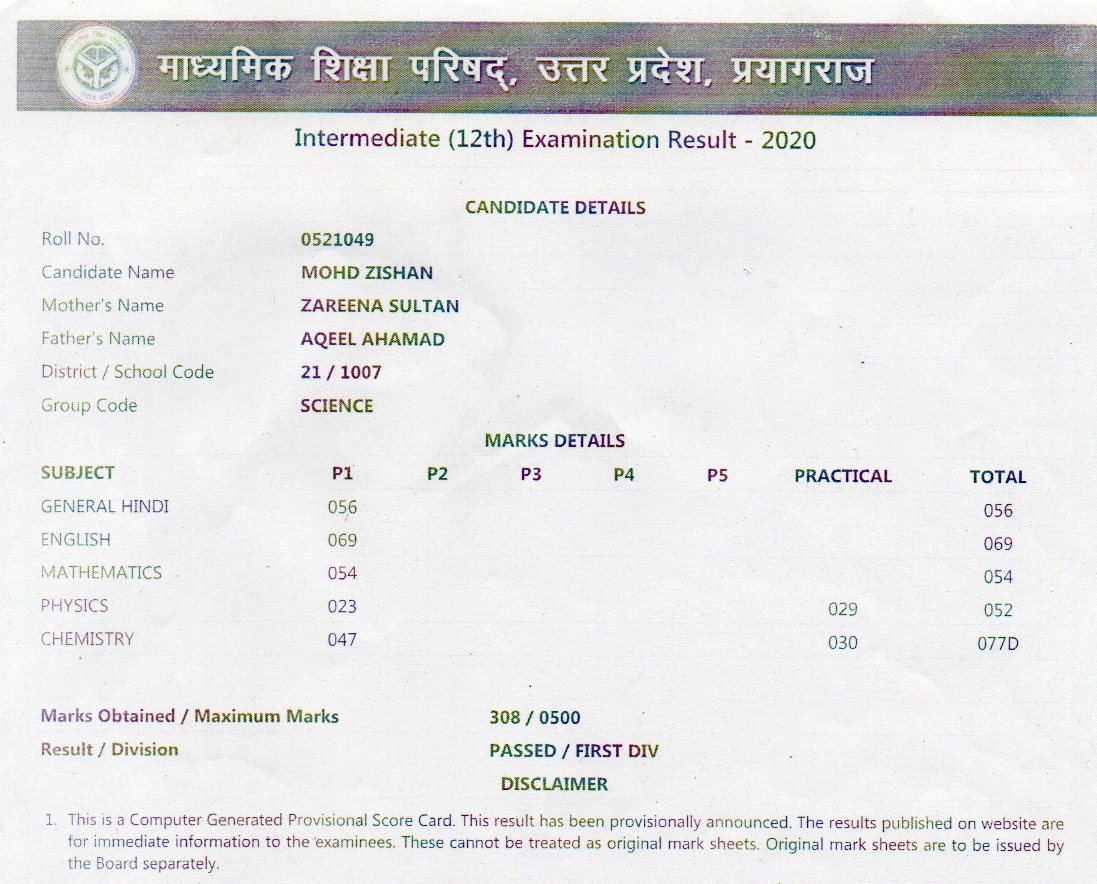 माध्यमिक शिक्षा परिषद्, उत्तर प्रदेश, प्रयागराज
Intermediate (12th) Examination Result - 2020
CANDIDATE DETAILS
Roll No. 0521049
Candidate Name MOHD ZISHAN
Mother's Name ZAREENA SULTAN
Father's Name AQEEL AHAMAD
District / School Code 21 / 1007
Group Code SCIENCE
MARKS DETAILS
SUBJECT P1 P2 P3 P4 P5 PRACTICAL TOTAL
GENERAL HINDI 056 056
ENGLISH 069 069
MATHEMATICS 054 054
PHYSICS 023 029 052
CHEMISTRY 047 030 077D
Marks Obtained / Maximum Marks 308 / 0500
Result / Division PASSED / FIRST DIV
DISCLAIMER
1. This is a Computer Generated Provisional Score Card. This result has been provisionally announced. The results published on website are
for immediate information to the examinees. These cannot be treated as original mark sheets. Original mark sheets are to be issued by
the Board separately.